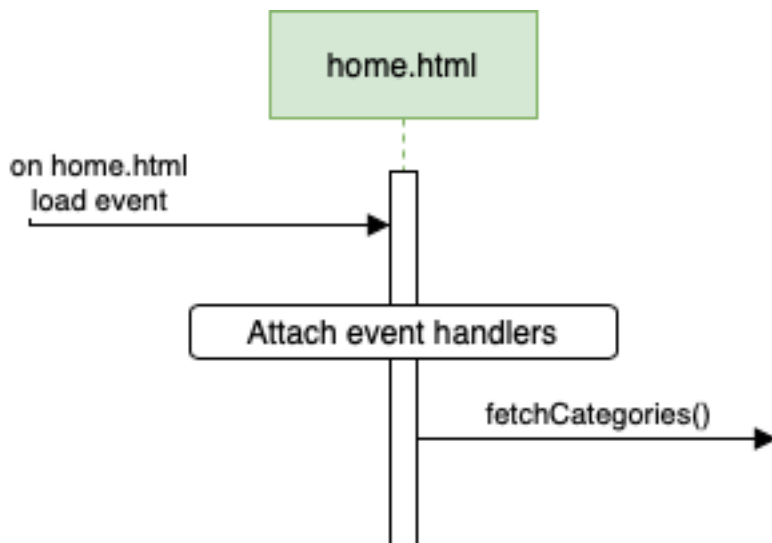 home.html
on home.html
load event
Attach event handlers
fetchCategories()